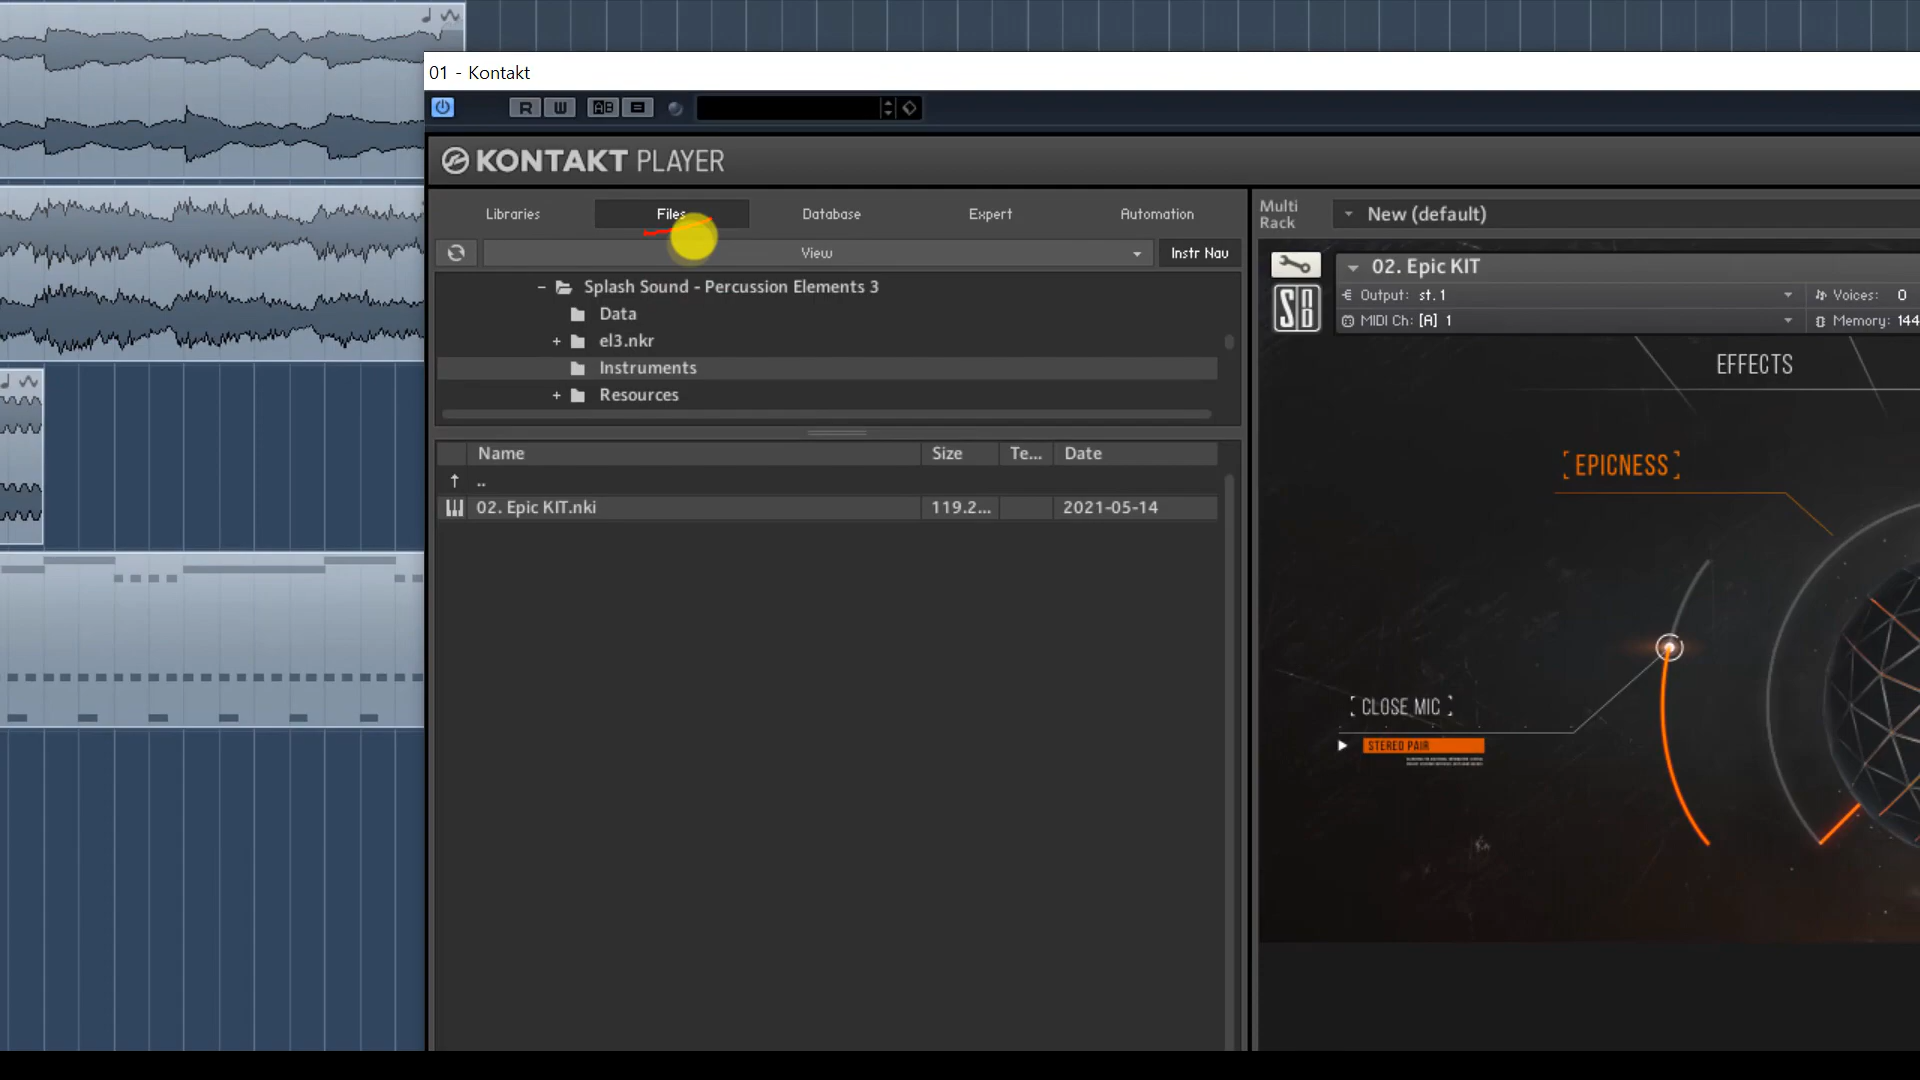 01 - Kontakt
R W AB
KONTAKT PLAYER
Libraries Files Database Expert Automation
View Instr Nav
Splash Sound - Percussion Elements 3
Data
+ el3.nkr
Instruments
+ Resources
Name Size Te... Date
..
02. Epic KIT.nki 119.2... 2021-05-14
Multi
Rack
New (default)
02. Epic KIT
Output: st.1 Voices: 0
MIDI Ch: [A] 1 Memory: 144
EFFECTS
[ EPICNESS ]
[ CLOSE MIC ]
STEREO PAIR